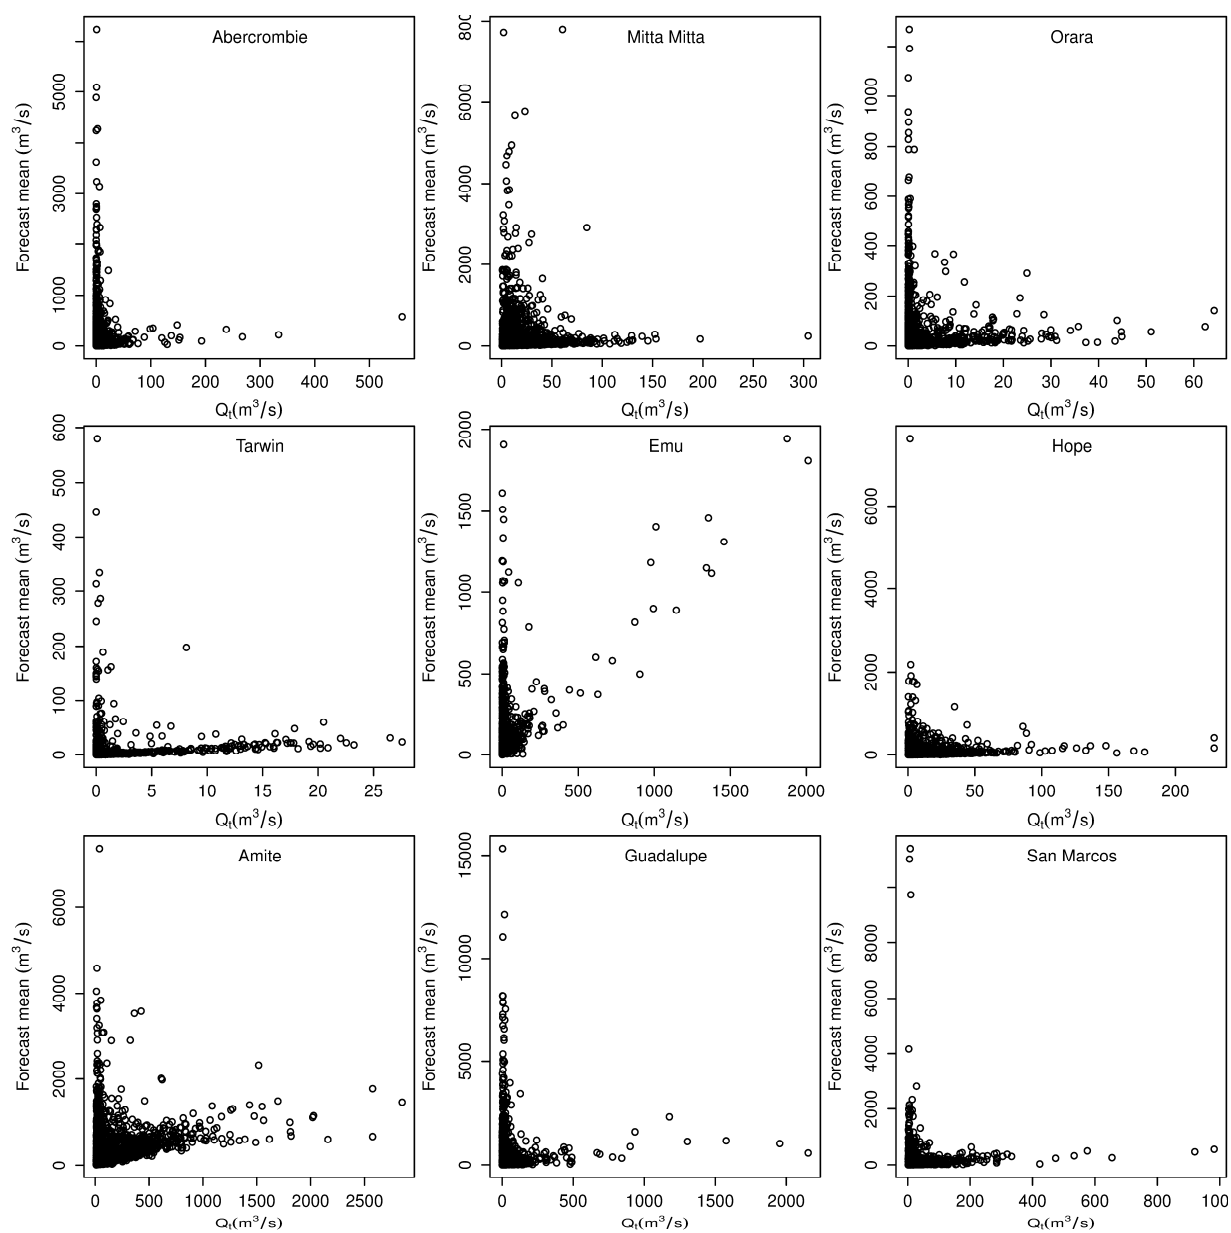 Abercrombie
Forecast mean (m³/s)
0
1000
3000
5000
0 100 200 300 400 500
Qt(m³/s)
Mitta Mitta
Forecast mean (m³/s)
0
2000
4000
6000
800
0 50 100 150 200 250 300
Qt(m³/s)
Orara
Forecast mean (m³/s)
0
200
400
600
800
1000
0 10 20 30 40 50 60
Qt(m³/s)
Tarwin
Forecast mean (m³/s)
0
100
200
300
400
500
600
0 5 10 15 20 25
Qt(m³/s)
Emu
Forecast mean (m³/s)
0
500
1000
1500
2000
0 500 1000 1500 2000
Qt(m³/s)
Hope
Forecast mean (m³/s)
0
2000
4000
6000
0 50 100 150 200
Qt(m³/s)
Amite
Forecast mean (m³/s)
0
2000
4000
6000
0 500 1000 1500 2000 2500
Qt(m³/s)
Guadalupe
Forecast mean (m³/s)
0
5000
10000
15000
0 500 1000 1500 2000
Qt(m³/s)
San Marcos
Forecast mean (m³/s)
0
2000
4000
6000
8000
0 200 400 600 800 100
Qt(m³/s)